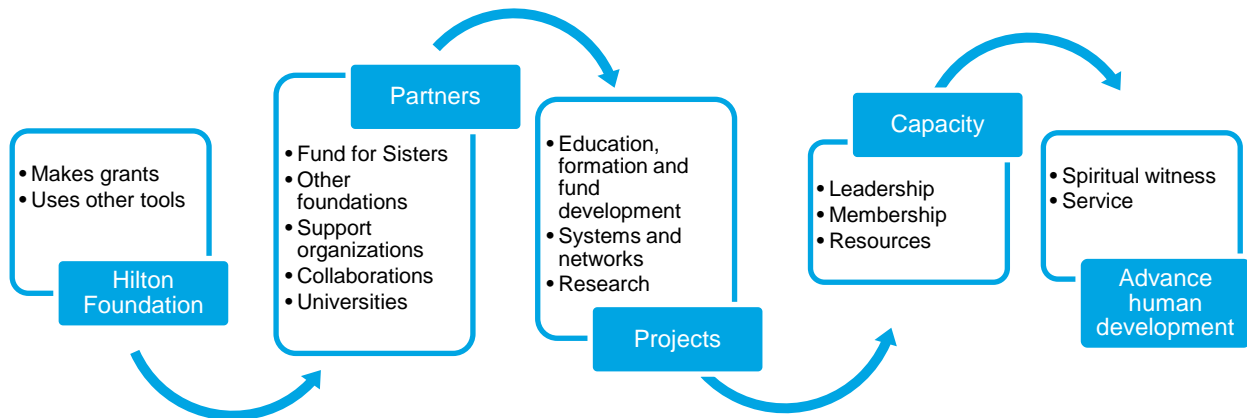 • Makes grants
• Uses other tools
Hilton
Foundation
Partners
• Fund for Sisters
• Other
foundations
• Support
organizations
• Collaborations
• Universities
• Education,
formation and
fund
development
• Systems and
networks
• Research
Projects
Capacity
• Leadership
• Membership
• Resources
• Spiritual witness
• Service
Advance
human
development